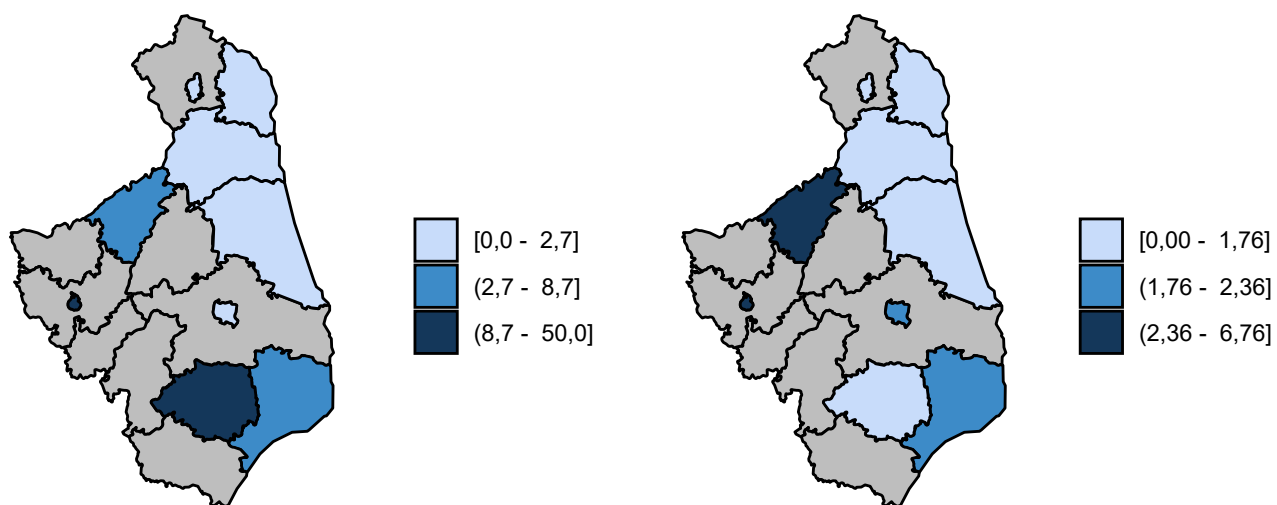 [0,0 - 2,7]
(2,7 - 8,7]
(8,7 - 50,0]
[0,00 - 1,76]
(1,76 - 2,36]
(2,36 - 6,76]